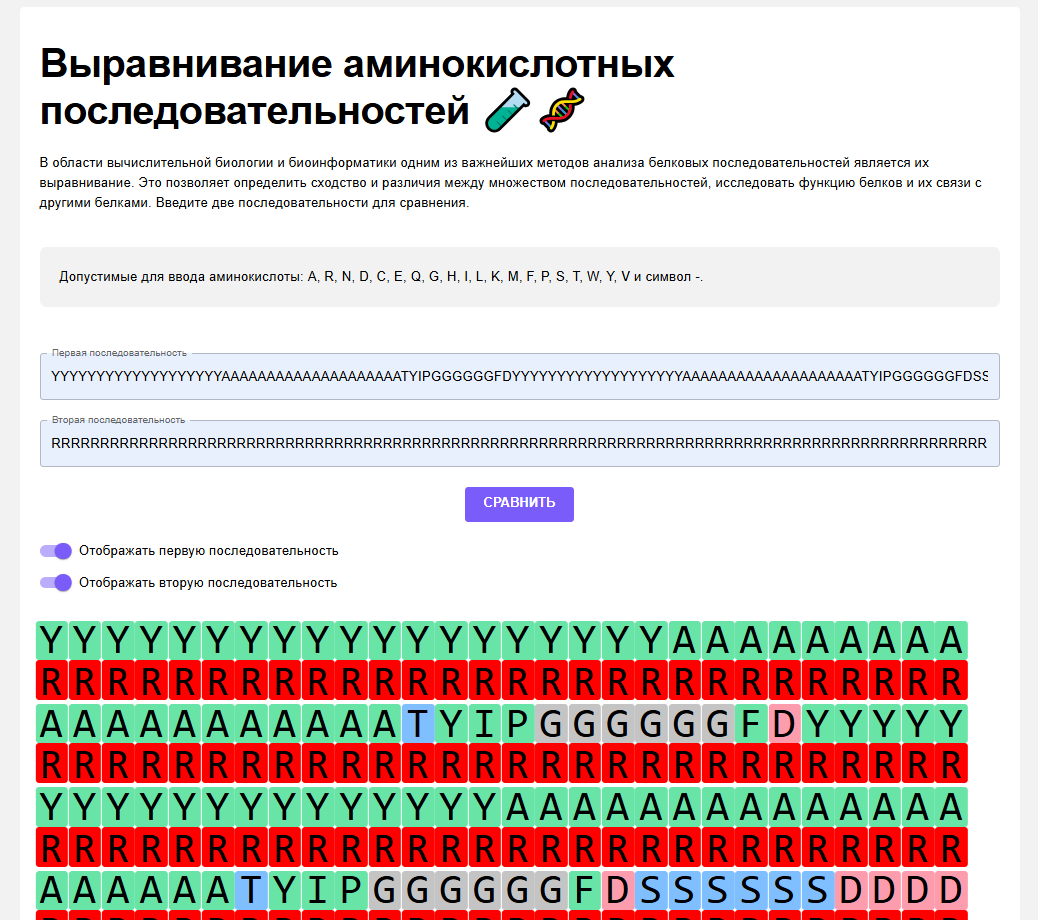 Выравнивание аминокислотных
последовательностей
В области вычислительной биологии и биоинформатики одним из важнейших методов анализа белковых последовательностей является их
выравнивание. Это позволяет определить сходство и различия между множеством последовательностей, исследовать функцию белков и их связи с
другими белками. Введите две последовательности для сравнения.
Допустимые для ввода аминокислоты: A, R, N, D, C, E, Q, G, H, I, L, K, M, F, P, S, T, W, Y, V и символ -.
Первая последовательность
YYYYYYYYYYYYYYYYYYYAAAAAAAAAAAAAAAAAAAATYIPGGGGGGFDYYYYYYYYYYYYYYYYYYYAAAAAAAAAAAAAAAAAAAATYIPGGGGGGFDSS
Вторая последовательность
RRRRRRRRRRRRRRRRRRRRRRRRRRRRRRRRRRRRRRRRRRRRRRRRRRRRRRRRRRRRRRRRRRRRRRRRRRRRRRRRRRRRRRRRRRRRRRRR
СРАВНИТЬ
Отображать первую последовательность
Отображать вторую последовательность
YYYYYYYYYYYYYYYYYYYAAAAAAAAA
RRRRRRRRRRRRRRRRRRRRRRRRRRRR
AAAAAAAAAAATYIPGGGGGGFDYYYYY
RRRRRRRRRRRRRRRRRRRRRRRRRRRR
YYYYYYYYYYYYYYAAAAAAAAAAAAAA
RRRRRRRRRRRRRRRRRRRRRRRRRRRR
AAAAAATYIPGGGGGGFDSSSSSSDDDD